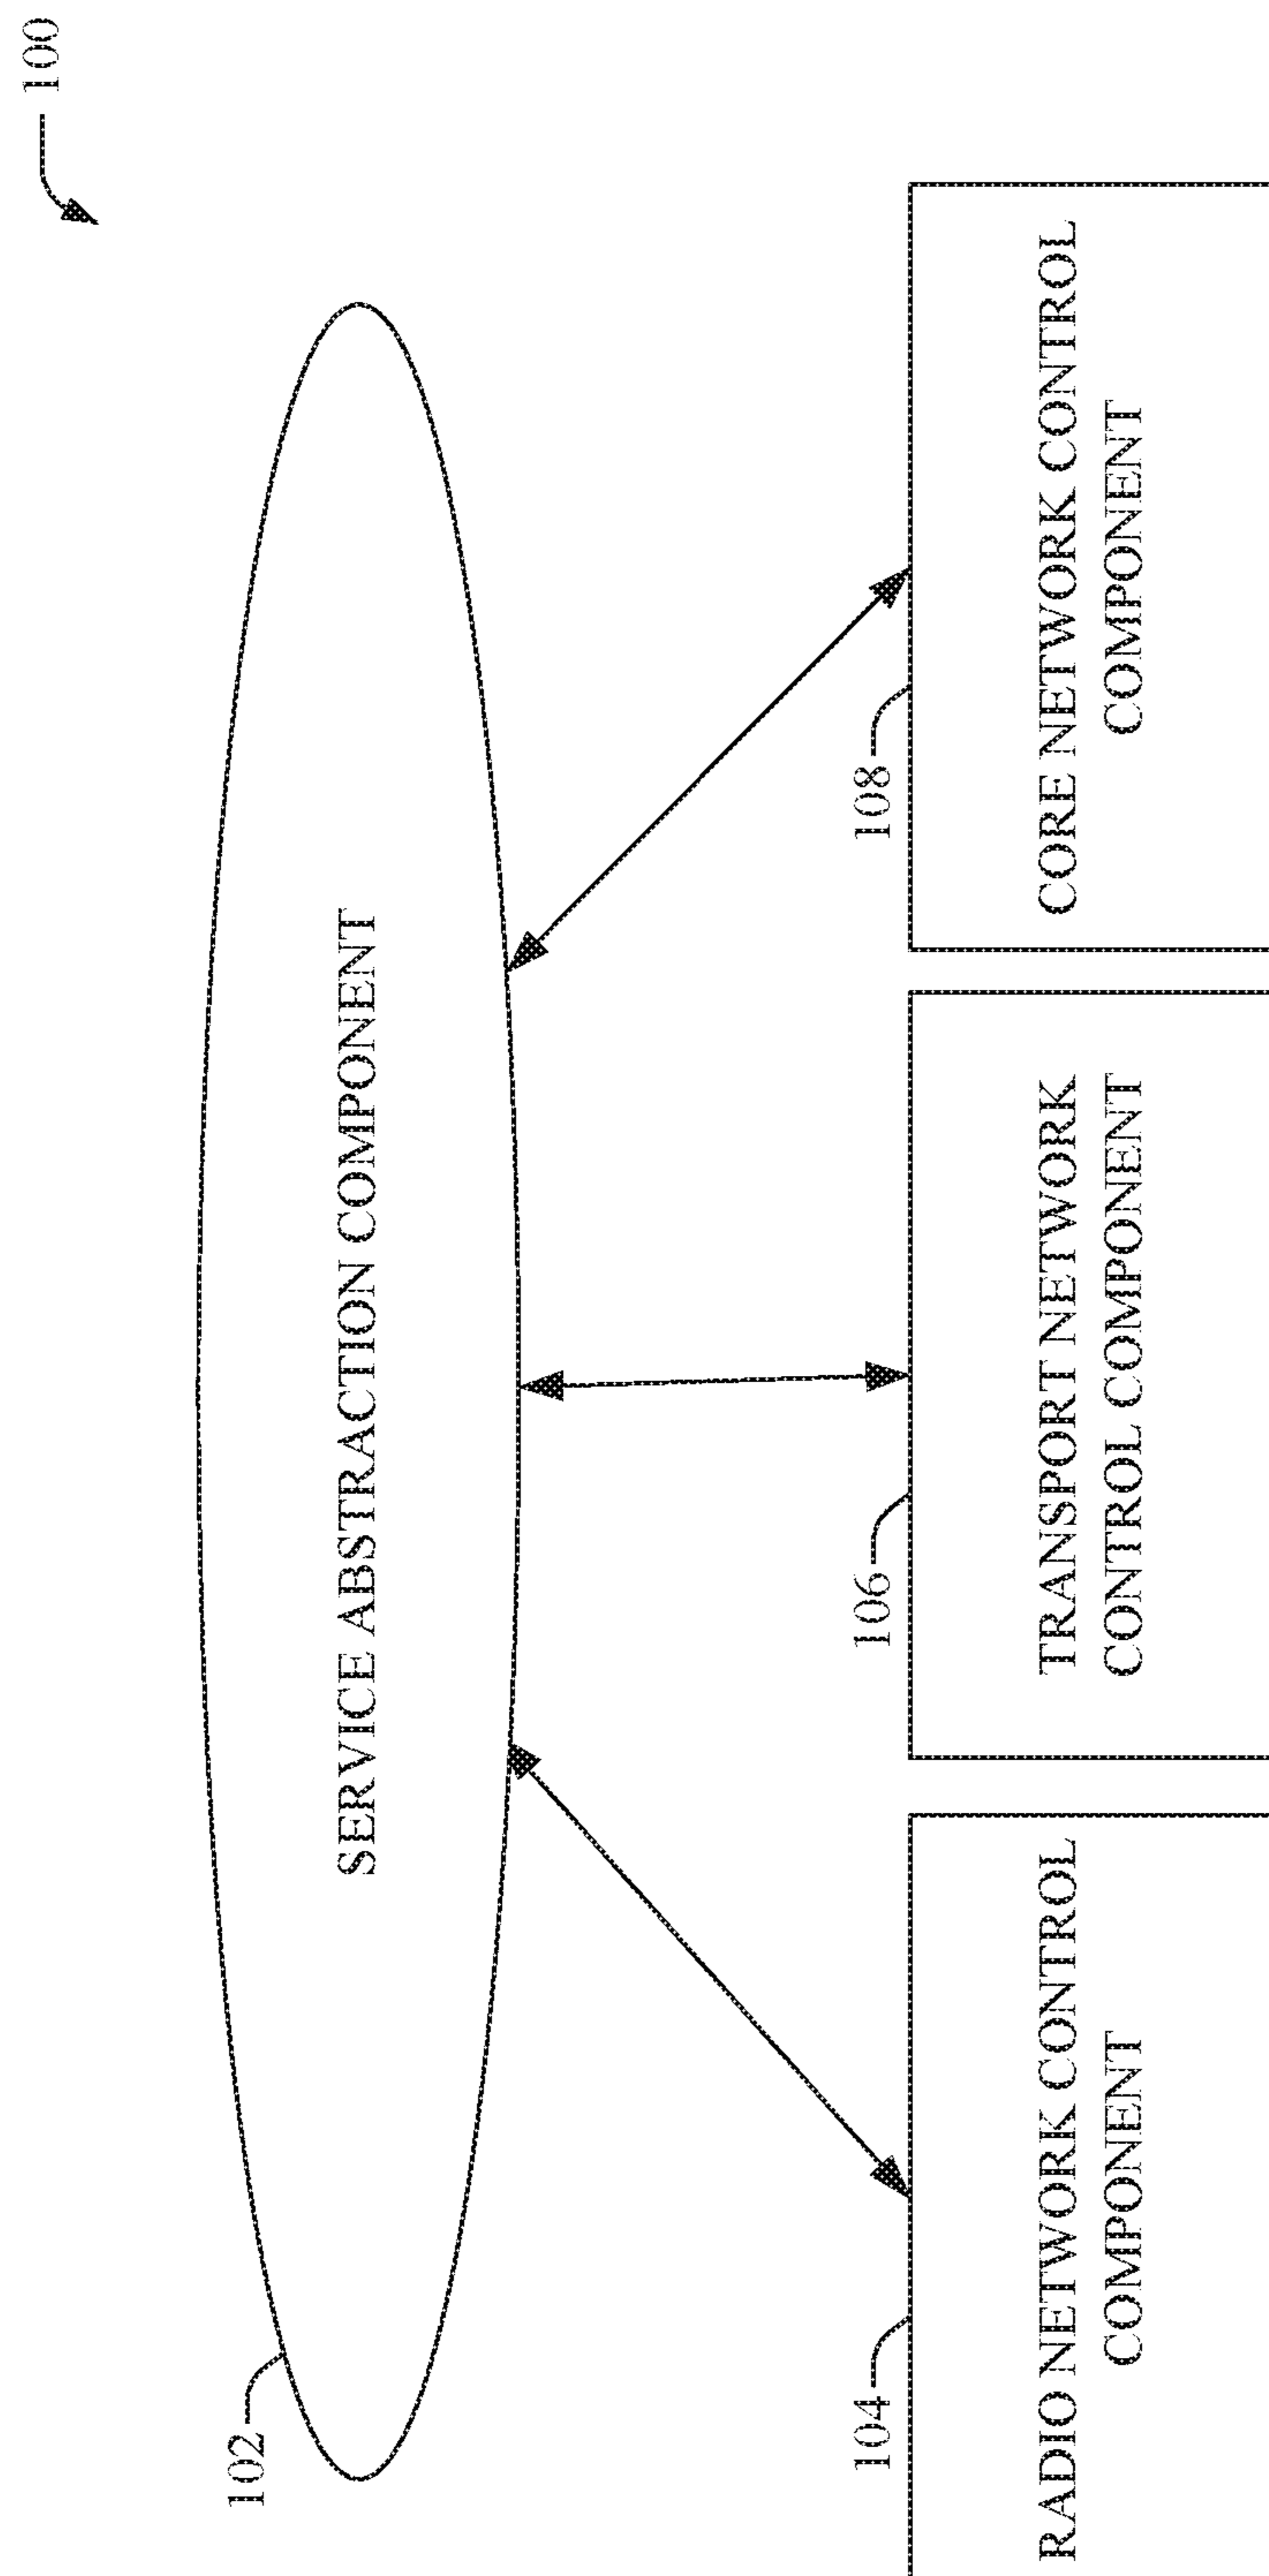 100
102
SERVICE ABSTRACTION COMPONENT
104
106
108
RADIO NETWORK CONTROL
COMPONENT
TRANSPORT NETWORK
CONTROL COMPONENT
CORE NETWORK CONTROL
COMPONENT